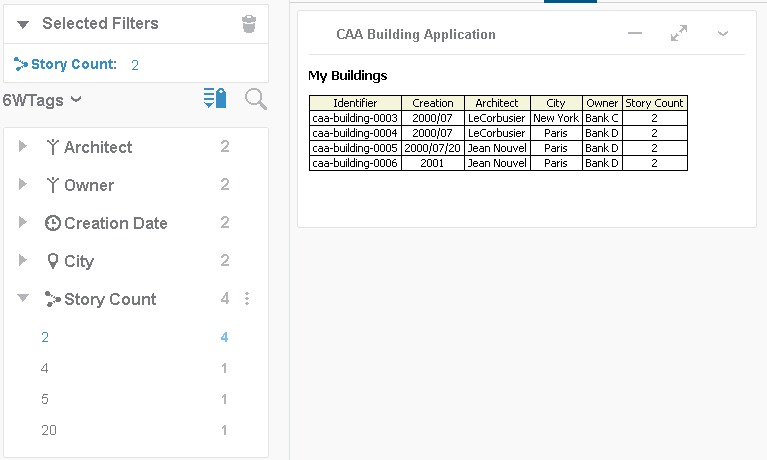 Selected Filters
Story Count: 2
6WTags
Architect 2
Owner 2
Creation Date 2
City 2
Story Count 4
2 4
4 1
5 1
20 1
CAA Building Application
My Buildings
Identifier Creation Architect City Owner Story Count
caa-building-0003 2000/07 LeCorbusier New York Bank C 2
caa-building-0004 2000/07 LeCorbusier Paris Bank D 2
caa-building-0005 2000/07/20 Jean Nouvel Paris Bank D 2
caa-building-0006 2001 Jean Nouvel Paris Bank D 2